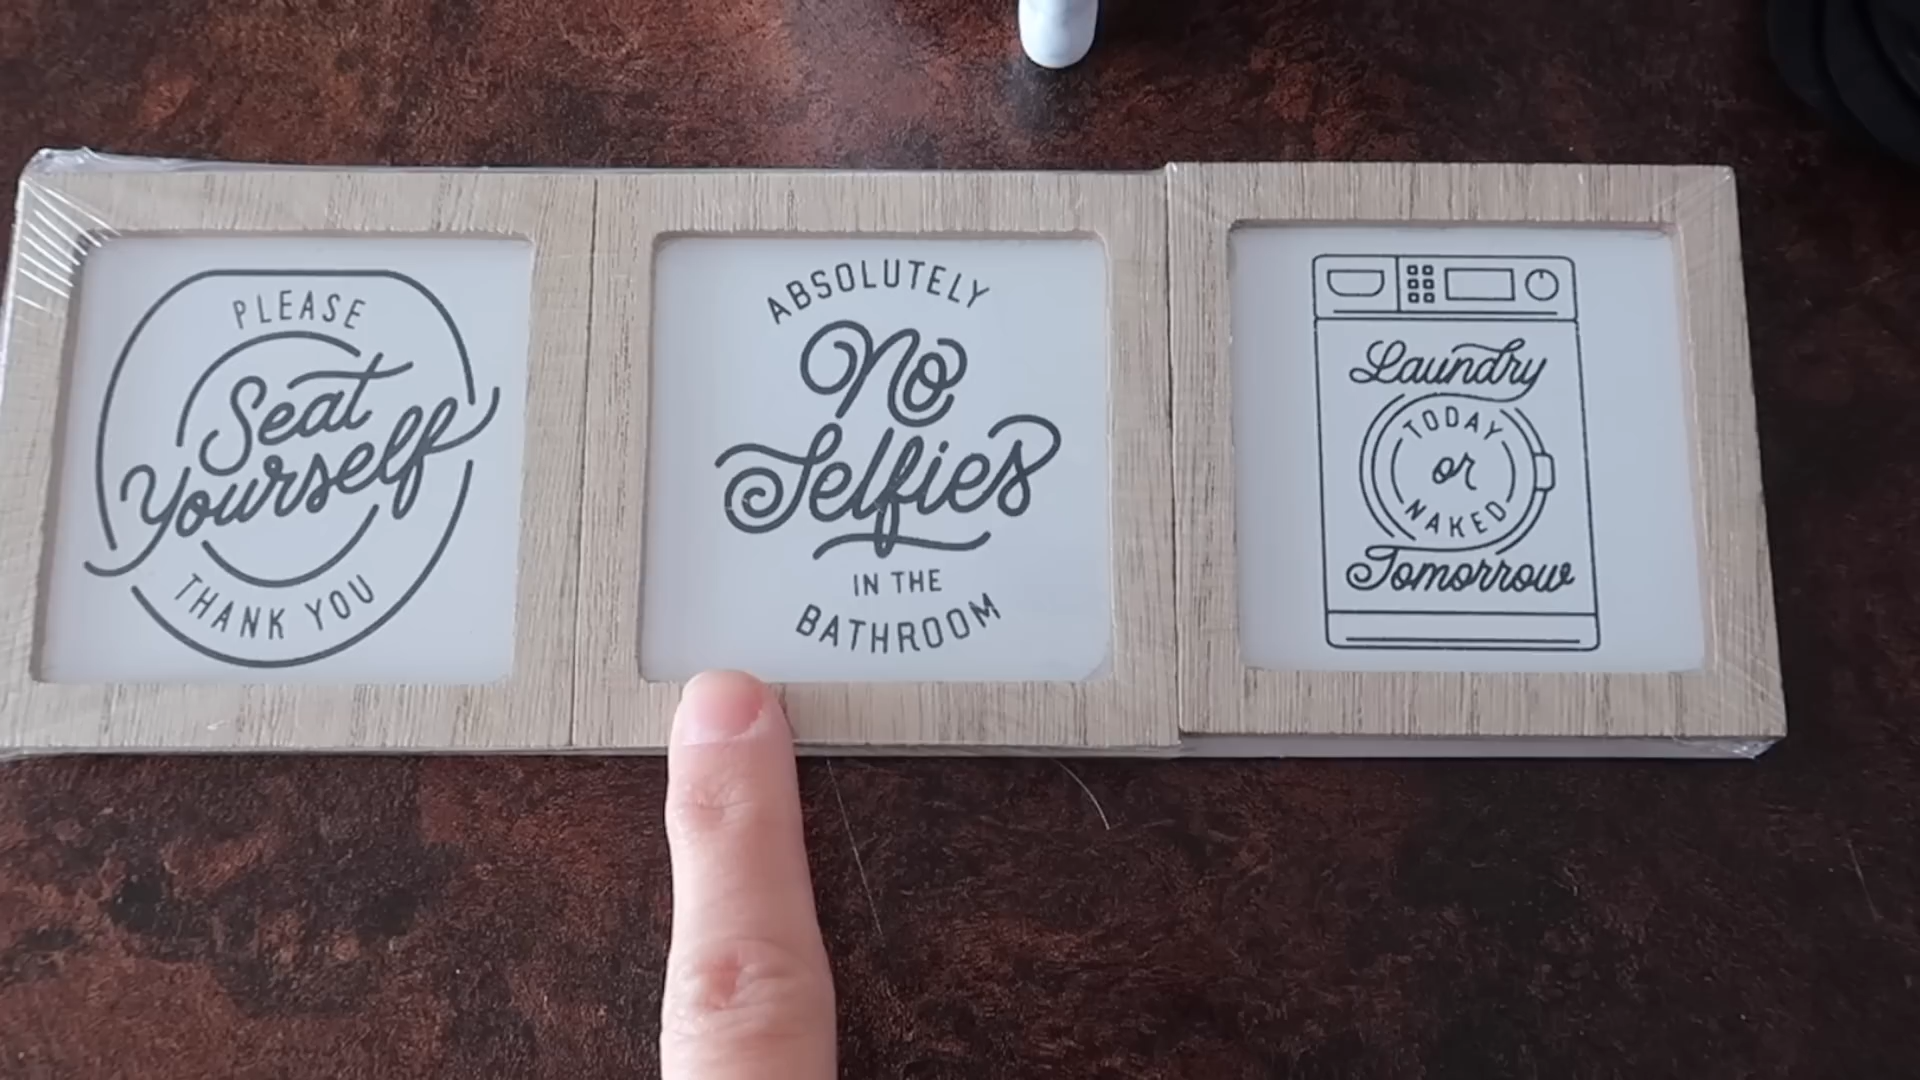 PLEASE
Seat
Yourself
THANK YOU
ABSOLUTELY
No
Selfies
IN THE
BATHROOM
Laundry
TODAY
or
NAKED
Tomorrow